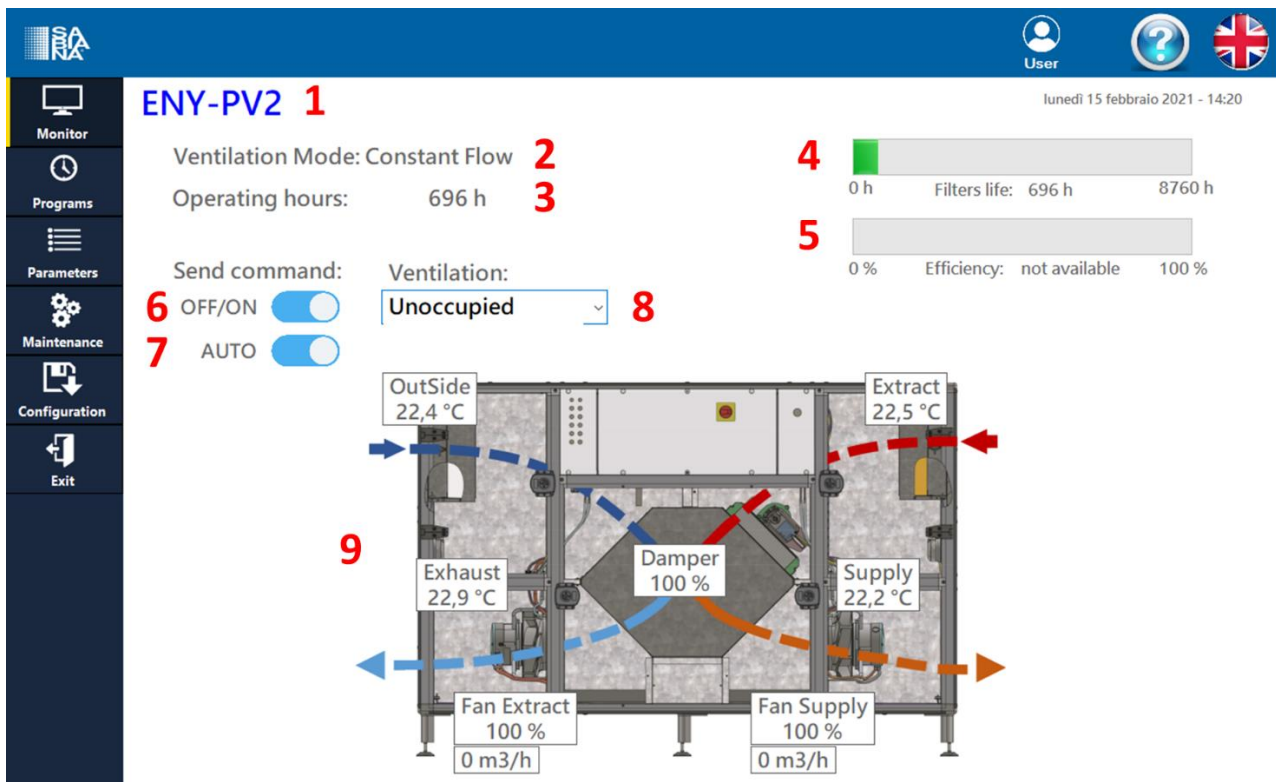 SABIANA
User
Monitor
Programs
Parameters
Maintenance
Configuration
Exit
ENY-PV2 1
lunedì 15 febbraio 2021 - 14:20
Ventilation Mode: Constant Flow 2
Operating hours: 696 h 3
4
0 h Filters life: 696 h 8760 h
5
0 % Efficiency: not available 100 %
Send command: Ventilation:
6 OFF/ON Unoccupied 8
7 AUTO
OutSide
22,4 °C
Extract
22,5 °C
9
Damper
100 %
Exhaust
22,9 °C
Supply
22,2 °C
Fan Extract
100 %
0 m3/h
Fan Supply
100 %
0 m3/h